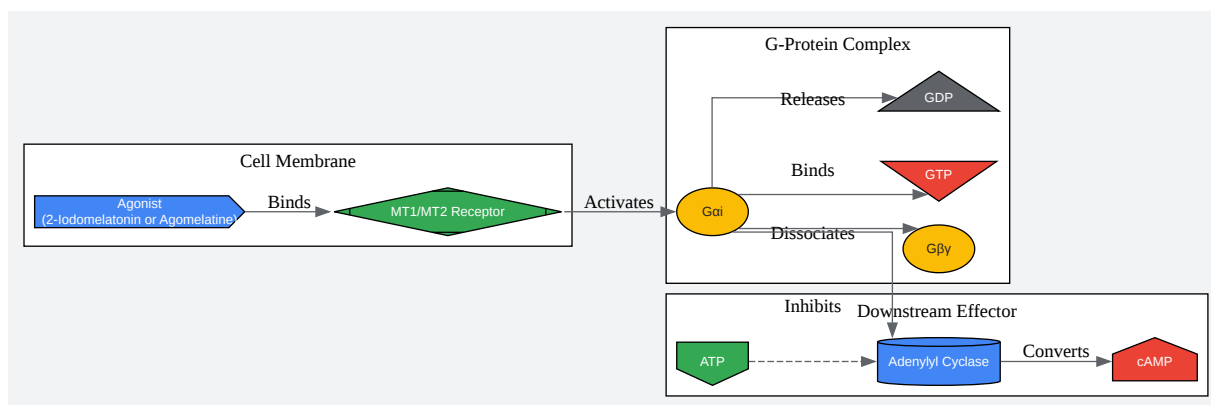 G-Protein Complex
Releases
GDP
Cell Membrane
Binds
GTP
Agonist
(2-Iodomelatonin or Agomelatine)
Binds
MT1/MT2 Receptor
Activates
Gαi
Dissociates
Gβγ
Inhibits
Downstream Effector
ATP
Adenylyl Cyclase
Converts
cAMP